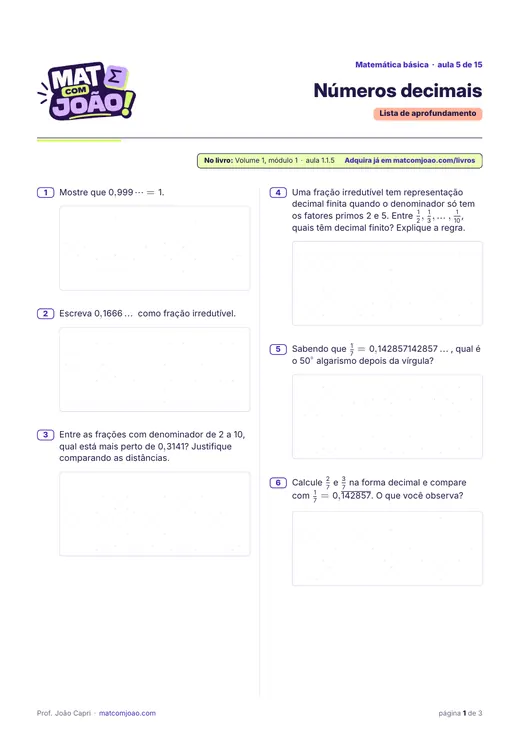 MAT
COM
JOÃO!
Σ
Matemática básica · aula 5 de 15
Números decimais
Lista de aprofundamento
No livro: Volume 1, módulo 1 · aula 1.1.5 Adquira já em matcomjoao.com/livros
1 Mostre que 0,999 ⋯ = 1.
2 Escreva 0,1666 … como fração irredutível.
3 Entre as frações com denominador de 2 a 10,
qual está mais perto de 0,3141? Justifique
comparando as distâncias.
4 Uma fração irredutível tem representação
decimal finita quando o denominador só tem
os fatores primos 2 e 5. Entre 1/2, 1/3, … , 1/10,
quais têm decimal finito? Explique a regra.
5 Sabendo que 1/7 = 0,142857142857 … , qual é
o 50° algarismo depois da vírgula?
6 Calcule 2/7 e 3/7 na forma decimal e compare
com 1/7 = 0,1̅4̅2̅8̅5̅7̅. O que você observa?
Prof. João Capri · matcomjoao.com
página 1 de 3